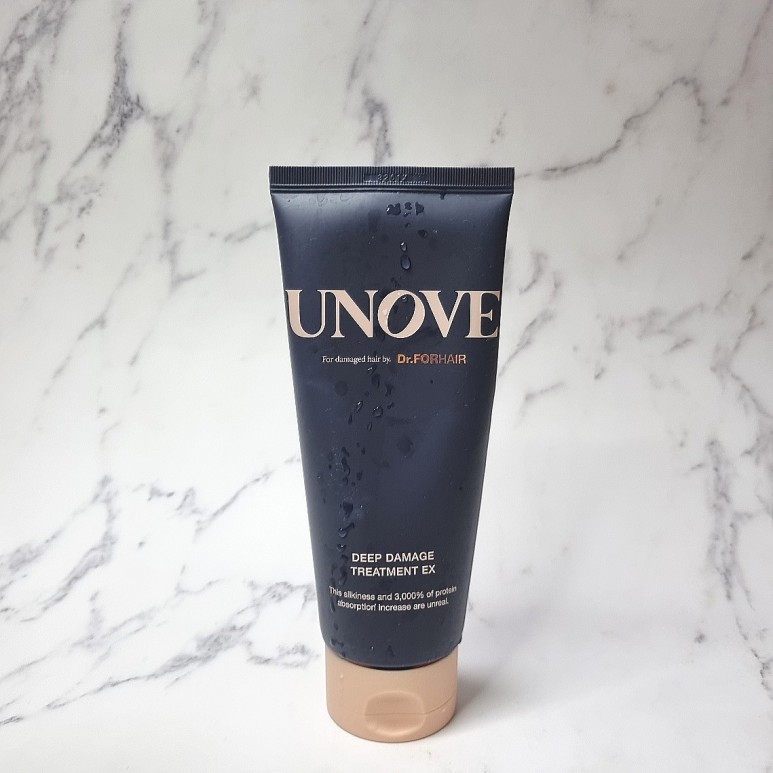 UNOVE
For damaged hair by. Dr.FORHAIR
DEEP DAMAGE
TREATMENT EX
This silkiness and 3,000% of protein
absorption increase are unreal.